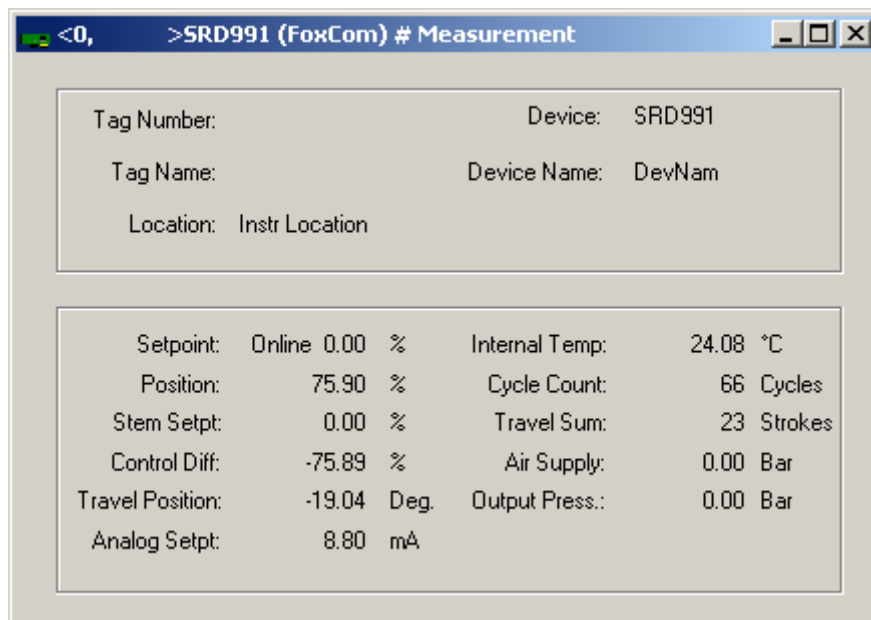 <0, >SRD991 (FoxCom) # Measurement
Tag Number: Device: SRD991
Tag Name: Device Name: DevNam
Location: Instr Location
Setpoint: Online 0.00 % Internal Temp: 24.08 °C
Position: 75.90 % Cycle Count: 66 Cycles
Stem Setpt: 0.00 % Travel Sum: 23 Strokes
Control Diff: -75.89 % Air Supply: 0.00 Bar
Travel Position: -19.04 Deg. Output Press.: 0.00 Bar
Analog Setpt: 8.80 mA